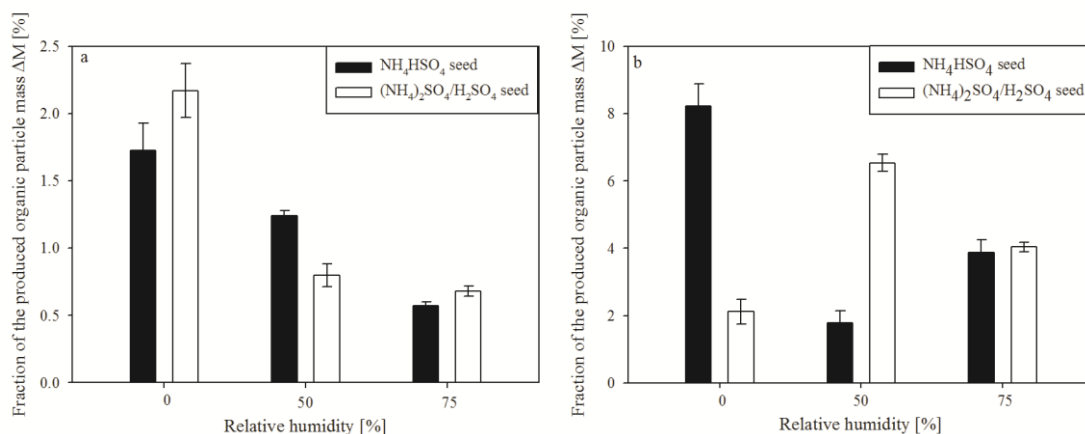 Fraction of the produced organic particle mass ΔM [%]
2.5
2.0
1.5
1.0
0.5
0.0
a
NH₄HSO₄ seed
(NH₄)₂SO₄/H₂SO₄ seed
0
50
75
Relative humidity [%]
Fraction of the produced organic particle mass ΔM [%]
10
8
6
4
2
0
b
NH₄HSO₄ seed
(NH₄)₂SO₄/H₂SO₄ seed
0
50
75
Relative humidity [%]